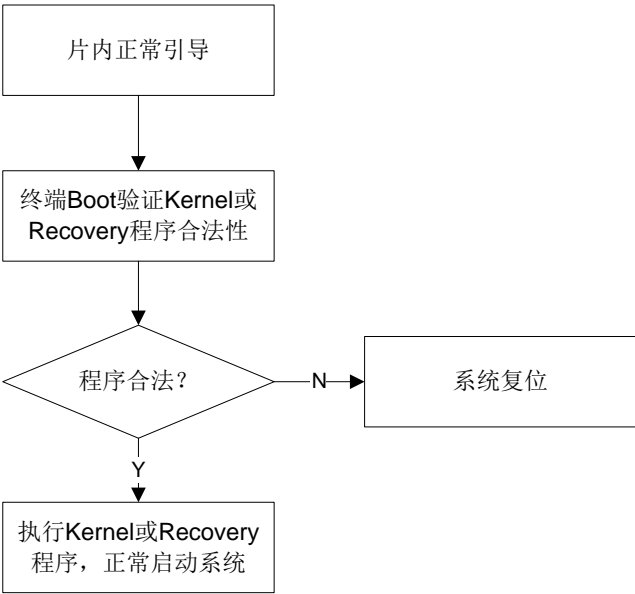 片内正常引导
终端Boot验证Kernel或
Recovery程序合法性
程序合法？
N
系统复位
Y
执行Kernel或Recovery
程序，正常启动系统